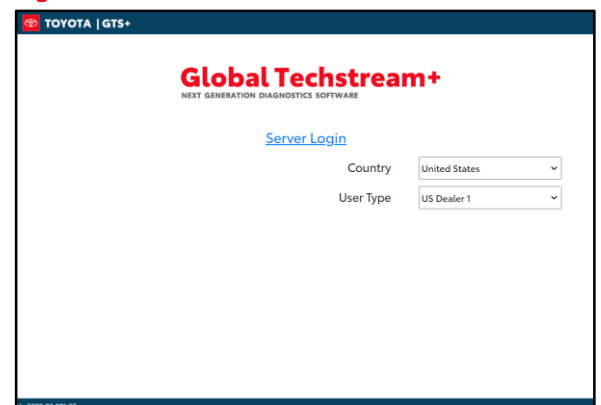 TOYOTA | GTS+
Global Techstream+
NEXT GENERATION DIAGNOSTICS SOFTWARE
Server Login
Country United States
User Type US Dealer 1